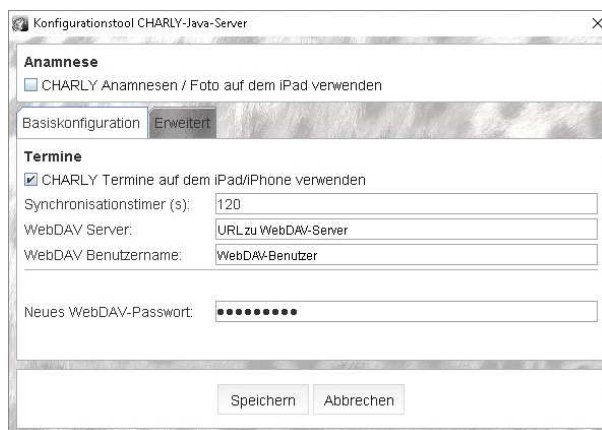 Konfigurationstool CHARLY-Java-Server
Anamnese
CHARLY Anamnesen / Foto auf dem iPad verwenden
Basiskonfiguration Erweitert
Termine
CHARLY Termine auf dem iPad/iPhone verwenden
Synchronisationstimer (s): 120
WebDAV Server: URL zu WebDAV-Server
WebDAV Benutzername: WebDAV-Benutzer
Neues WebDAV-Passwort: ●●●●●●●●●
Speichern Abbrechen